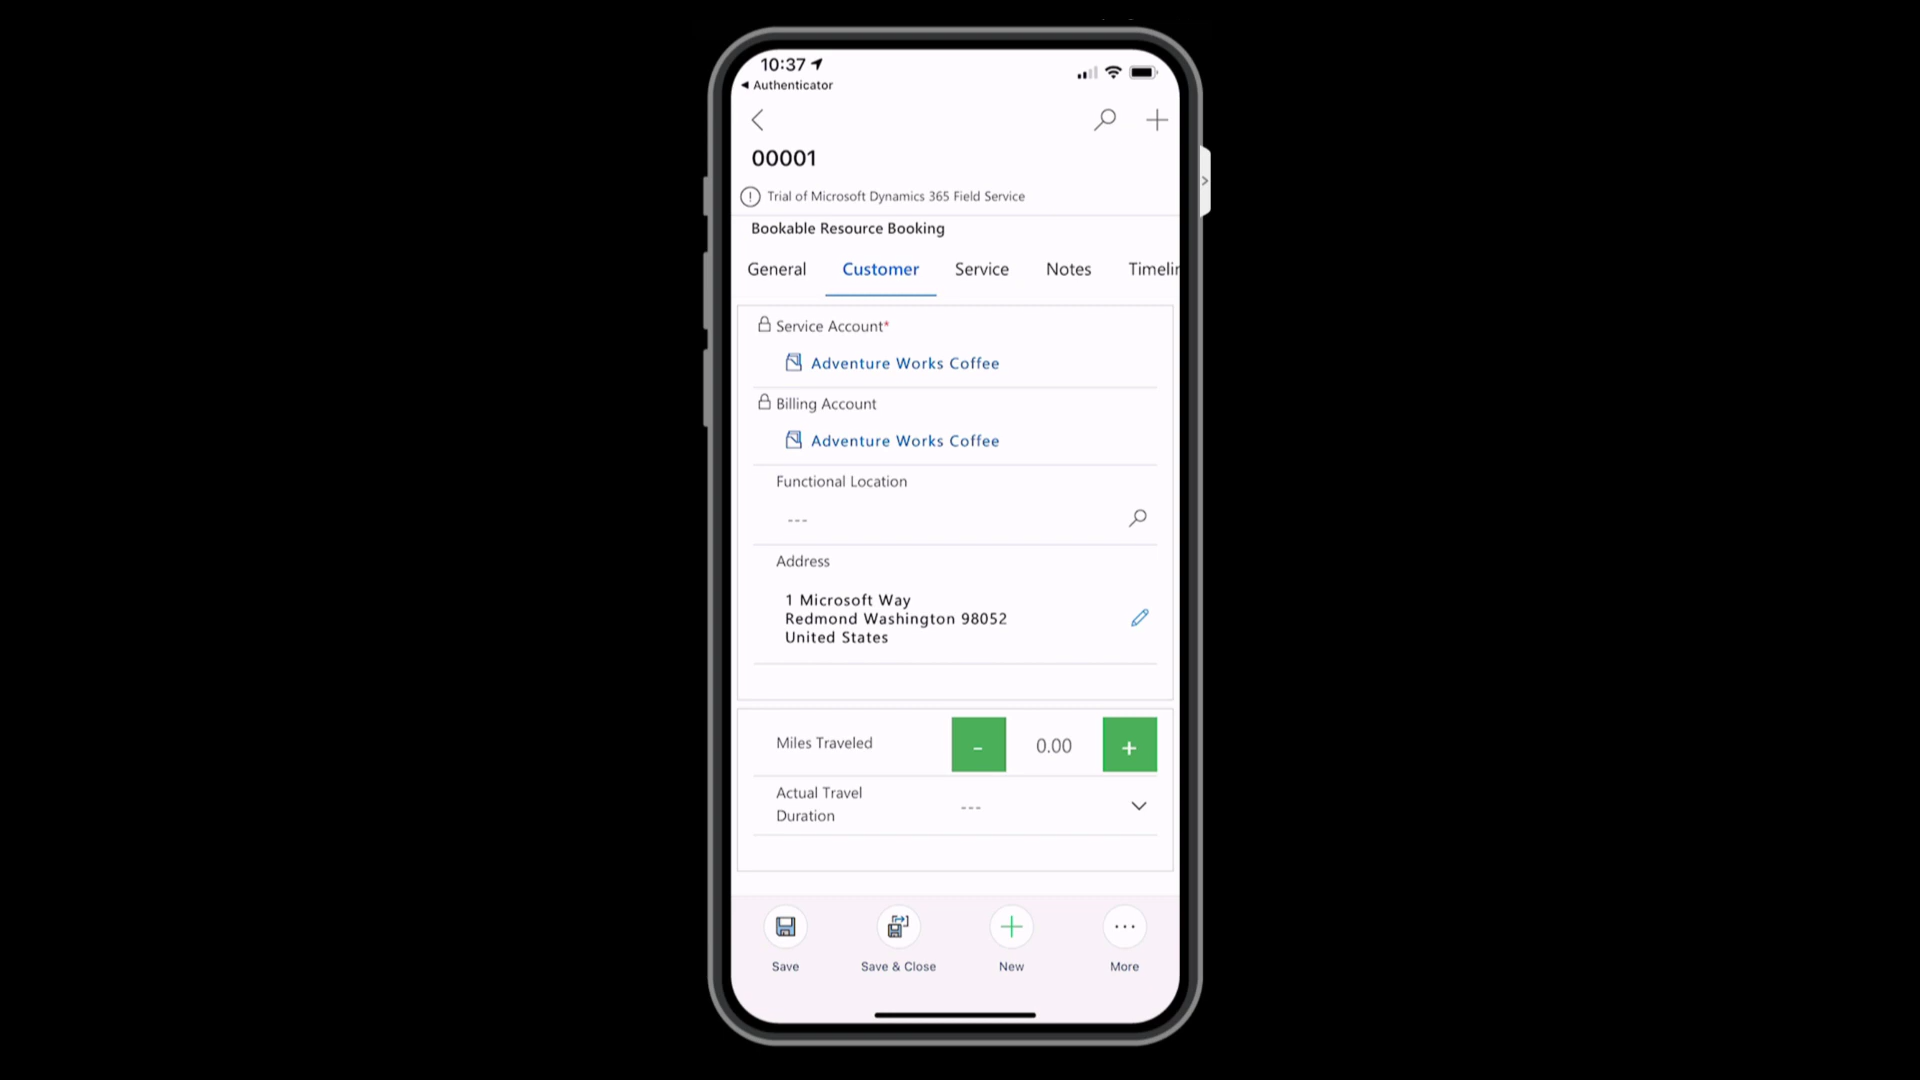 10:37
◀ Authenticator
00001
Trial of Microsoft Dynamics 365 Field Service
Bookable Resource Booking
General Customer Service Notes Timelin
Service Account*
Adventure Works Coffee
Billing Account
Adventure Works Coffee
Functional Location
---
Address
1 Microsoft Way
Redmond Washington 98052
United States
Miles Traveled - 0.00 +
Actual Travel
Duration
---
Save Save & Close New More